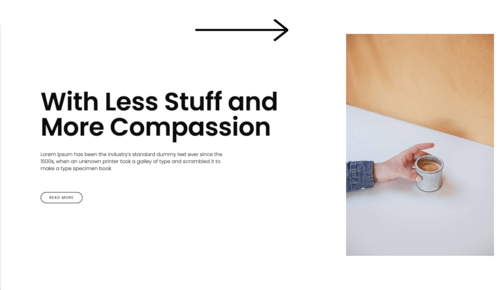 With Less Stuff and
More Compassion
Lorem Ipsum has been the industry's standard dummy text ever since the
1500s, when an unknown printer took a galley of type and scrambled it to
make a type specimen book.
READ MORE